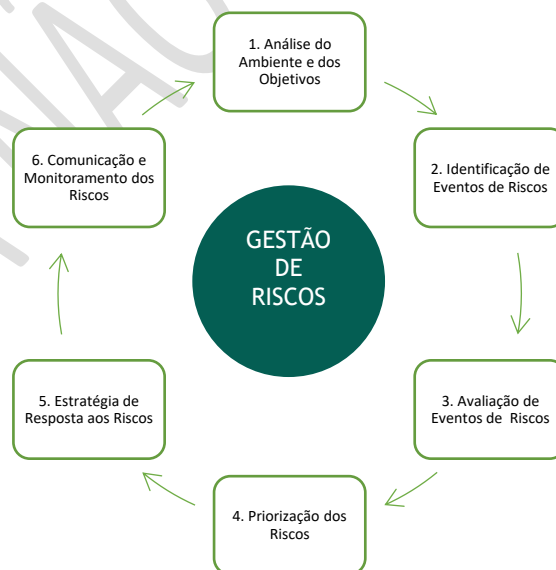 1. Análise do
Ambiente e dos
Objetivos
2. Identificação de
Eventos de Riscos
3. Avaliação de
Eventos de Riscos
4. Priorização dos
Riscos
5. Estratégia de
Resposta aos Riscos
6. Comunicação e
Monitoramento dos
Riscos
GESTÃO
DE
RISCOS